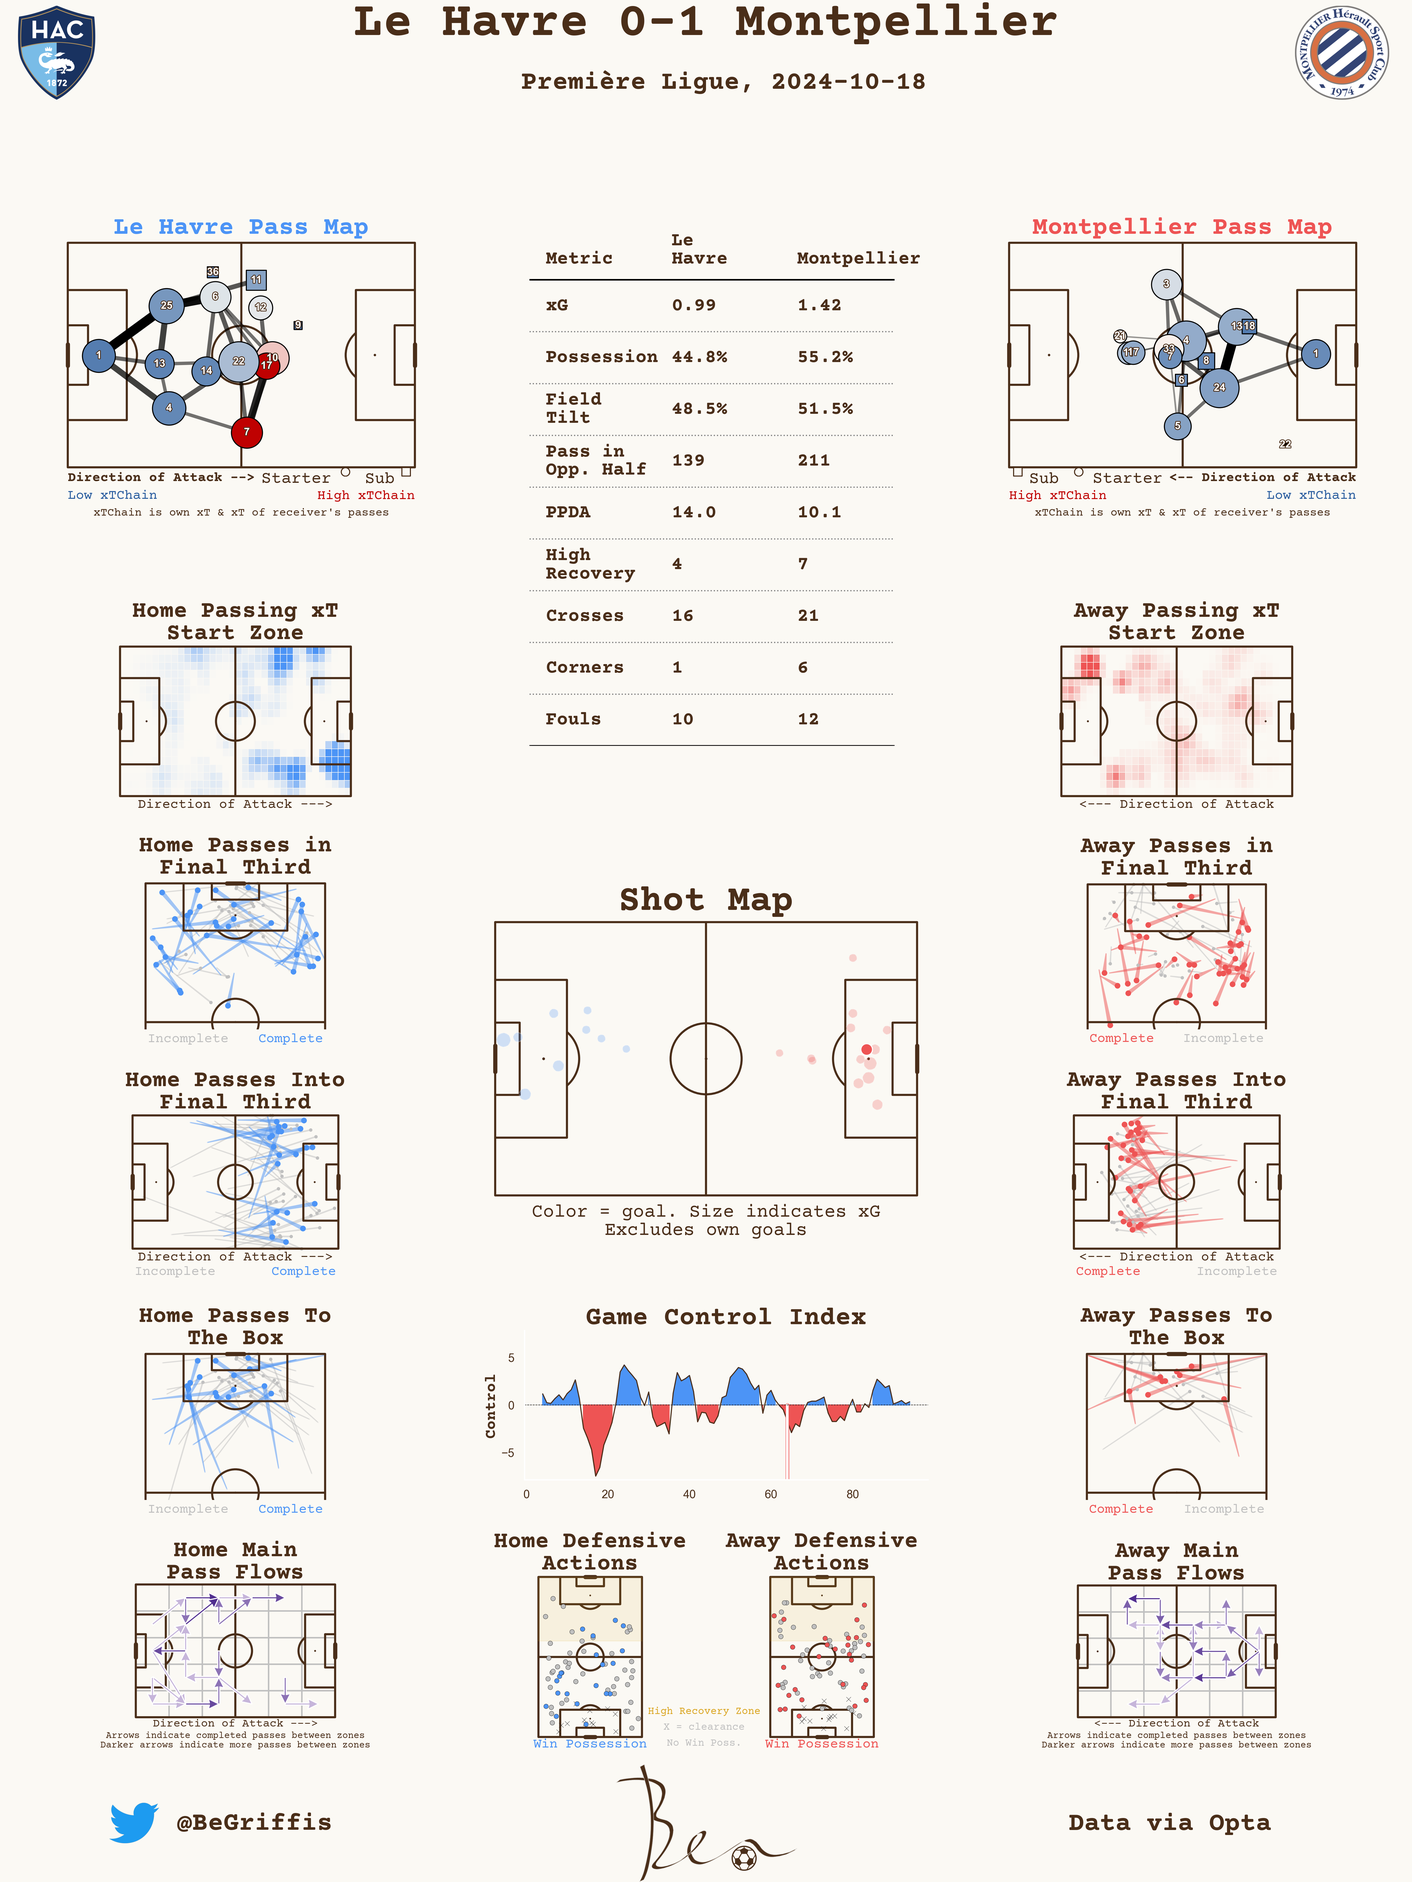 Le Havre 0-1 Montpellier
Première Ligue, 2024-10-18
HAC
1872
MONTPELLIER Hérault Sport Club
1974
Le Havre Pass Map
36
11
6
25
12
9
1
13
14
22
10
17
4
7
Direction of Attack --> Starter Sub
Low xTChain High xTChain
xTChain is own xT & xT of receiver's passes
Metric Le Havre Montpellier
xG 0.99 1.42
Possession 44.8% 55.2%
Field Tilt 48.5% 51.5%
Pass in Opp. Half 139 211
PPDA 14.0 10.1
High Recovery 4 7
Crosses 16 21
Corners 1 6
Fouls 10 12
Montpellier Pass Map
3
13
18
21
4
33
7
8
1
6
24
5
22
Sub Starter <-- Direction of Attack
High xTChain Low xTChain
xTChain is own xT & xT of receiver's passes
Home Passing xT
Start Zone
Direction of Attack --->
Away Passing xT
Start Zone
<--- Direction of Attack
Home Passes in
Final Third
Incomplete Complete
Away Passes in
Final Third
Complete Incomplete
Shot Map
Color = goal. Size indicates xG
Excludes own goals
Home Passes Into
Final Third
Direction of Attack --->
Incomplete Complete
Away Passes Into
Final Third
<--- Direction of Attack
Complete Incomplete
Home Passes To
The Box
Incomplete Complete
Game Control Index
Control
5
0
−5
0 20 40 60 80
Away Passes To
The Box
Complete Incomplete
Home Main
Pass Flows
Direction of Attack --->
Arrows indicate completed passes between zones
Darker arrows indicate more passes between zones
Home Defensive
Actions
Win Possession
High Recovery Zone
X = clearance
No Win Poss.
Away Defensive
Actions
Win Possession
Away Main
Pass Flows
<--- Direction of Attack
Arrows indicate completed passes between zones
Darker arrows indicate more passes between zones
@BeGriffis
Ben
Data via Opta